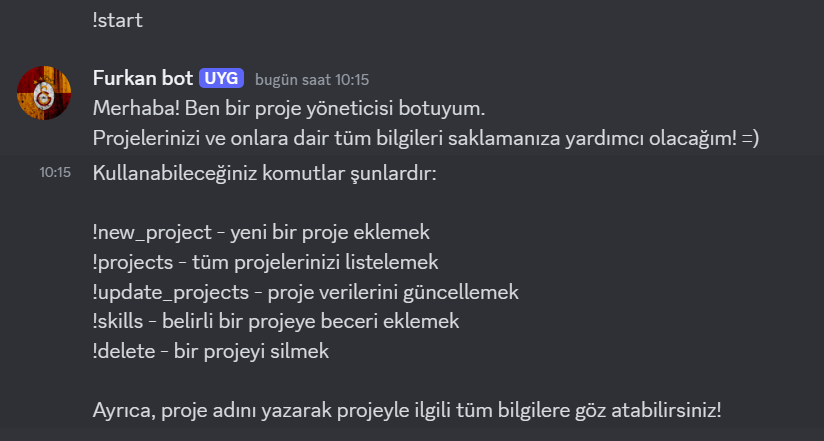 !start
Furkan bot UYG bugün saat 10:15
Merhaba! Ben bir proje yöneticisi botuyum.
Projelerinizi ve onlara dair tüm bilgileri saklamanıza yardımcı olacağım! =)
10:15 Kullanabileceğiniz komutlar şunlardır:
!new_project - yeni bir proje eklemek
!projects - tüm projelerinizi listelemek
!update_projects - proje verilerini güncellemek
!skills - belirli bir projeye beceri eklemek
!delete - bir projeyi silmek
Ayrıca, proje adını yazarak projeyle ilgili tüm bilgilere göz atabilirsiniz!